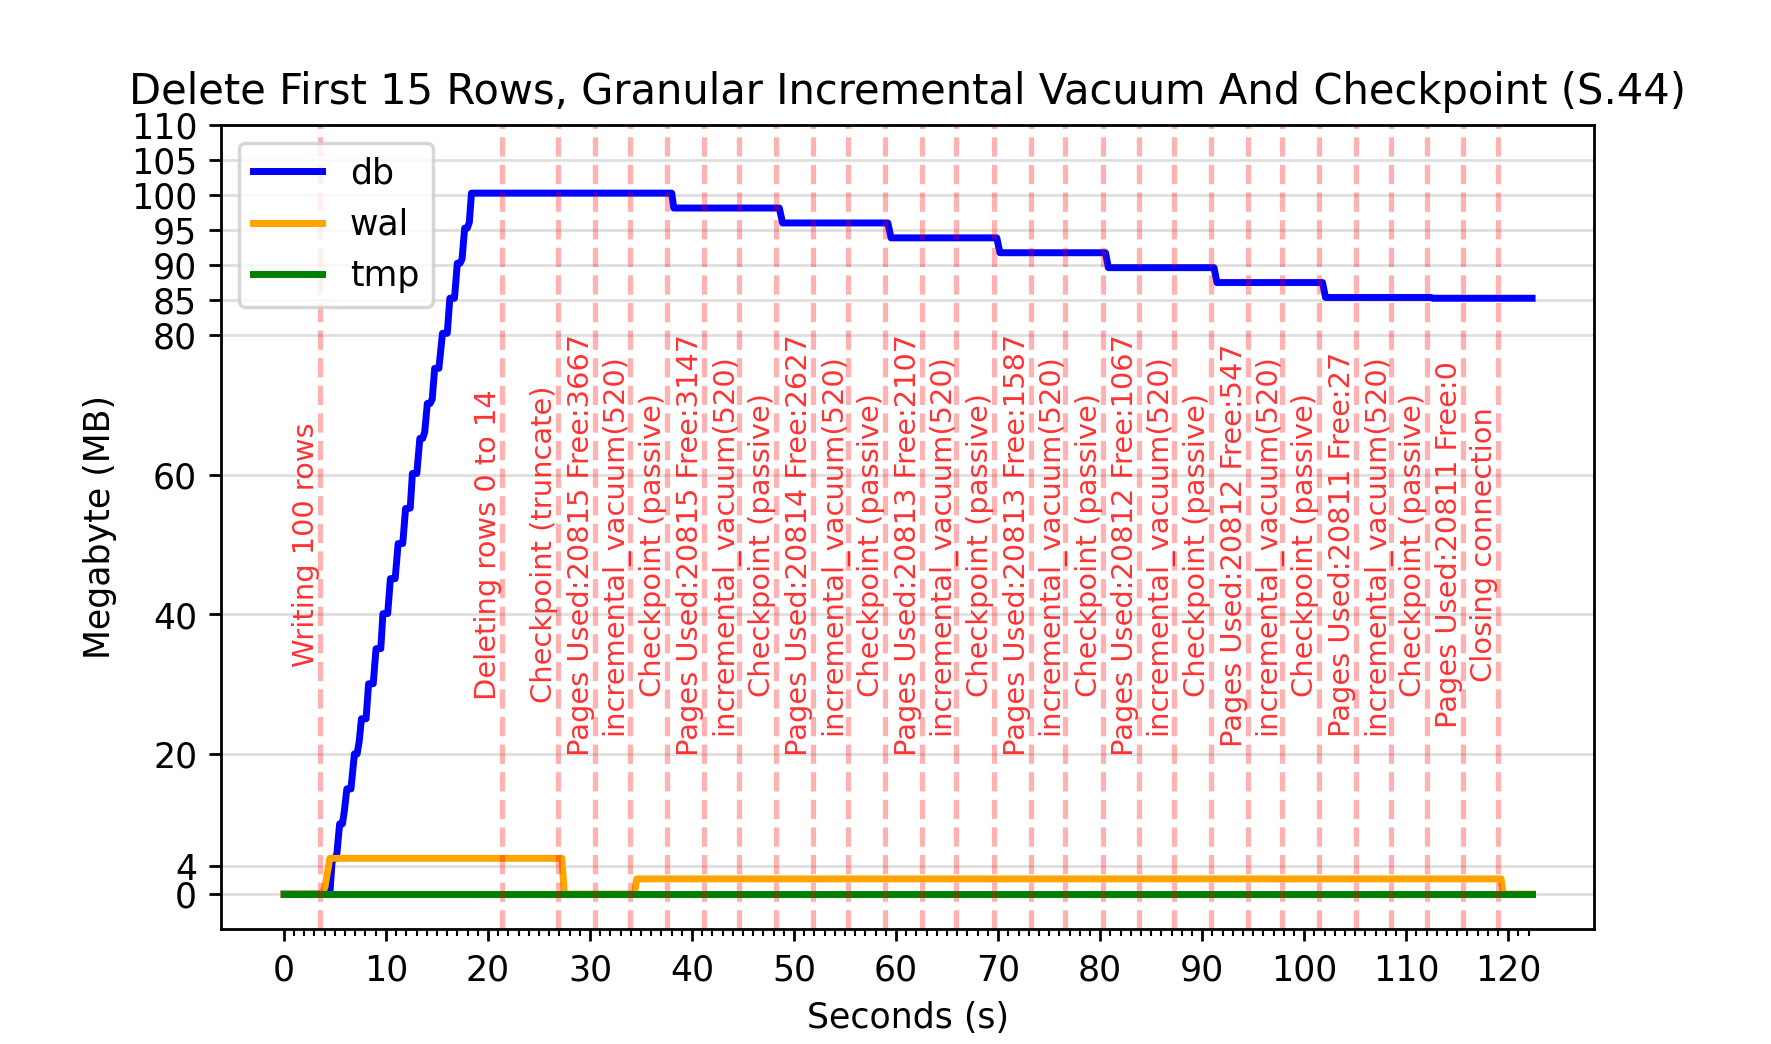 Delete First 15 Rows, Granular Incremental Vacuum And Checkpoint (S.44)
110
105
100
95
90
85
80
60
40
20
4
0
Megabyte (MB)
db
wal
tmp
Writing 100 rows
Deleting rows 0 to 14
Checkpoint (truncate)
Pages Used:20815 Free:3667
incremental_vacuum(520)
Checkpoint (passive)
Pages Used:20815 Free:3147
incremental_vacuum(520)
Checkpoint (passive)
Pages Used:20814 Free:2627
incremental_vacuum(520)
Checkpoint (passive)
Pages Used:20813 Free:2107
incremental_vacuum(520)
Checkpoint (passive)
Pages Used:20813 Free:1587
incremental_vacuum(520)
Checkpoint (passive)
Pages Used:20812 Free:1067
incremental_vacuum(520)
Checkpoint (passive)
Pages Used:20812 Free:547
incremental_vacuum(520)
Checkpoint (passive)
Pages Used:20811 Free:27
incremental_vacuum(520)
Checkpoint (passive)
Pages Used:20811 Free:0
Closing connection
0 10 20 30 40 50 60 70 80 90 100 110 120
Seconds (s)